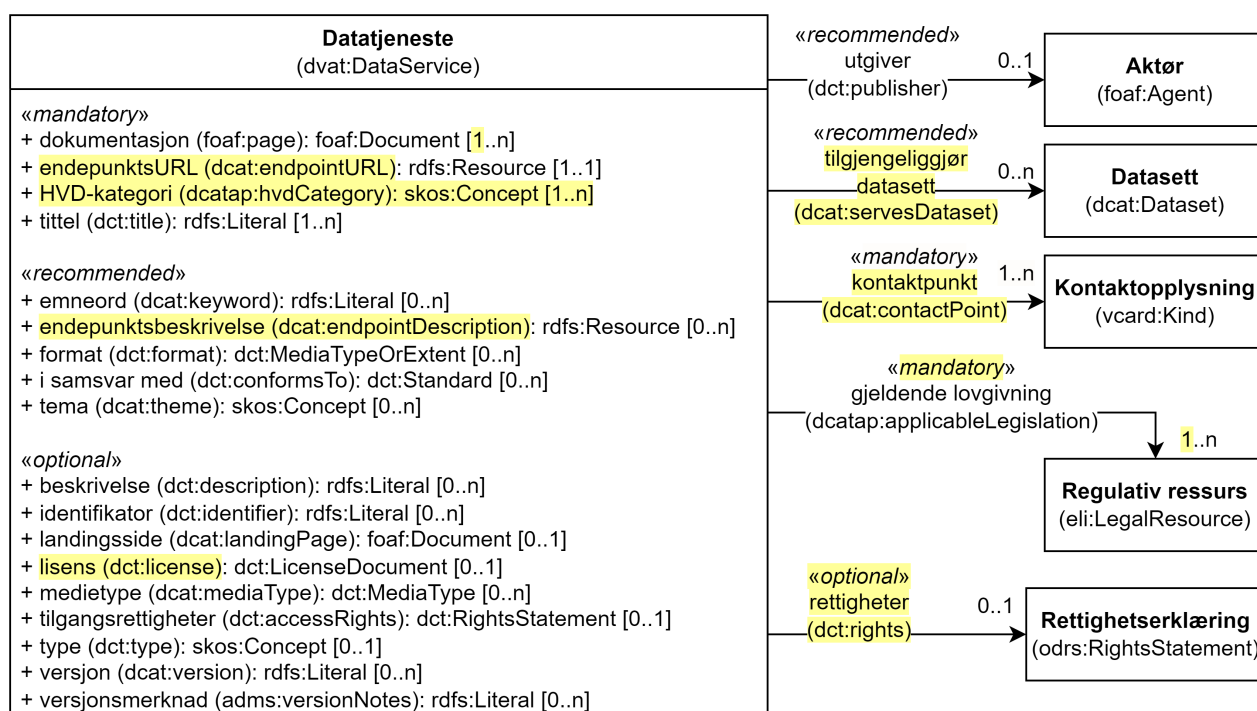 Datatjeneste
(dvat:DataService)
«mandatory»
+ dokumentasjon (foaf:page): foaf:Document [1..n]
+ endepunktsURL (dcat:endpointURL): rdfs:Resource [1..1]
+ HVD-kategori (dcatap:hvdCategory): skos:Concept [1..n]
+ tittel (dct:title): rdfs:Literal [1..n]
«recommended»
+ emneord (dcat:keyword): rdfs:Literal [0..n]
+ endepunktsbeskrivelse (dcat:endpointDescription): rdfs:Resource [0..n]
+ format (dct:format): dct:MediaTypeOrExtent [0..n]
+ i samsvar med (dct:conformsTo): dct:Standard [0..n]
+ tema (dcat:theme): skos:Concept [0..n]
«optional»
+ beskrivelse (dct:description): rdfs:Literal [0..n]
+ identifikator (dct:identifier): rdfs:Literal [0..n]
+ landingsside (dcat:landingPage): foaf:Document [0..1]
+ lisens (dct:license): dct:LicenseDocument [0..1]
+ medietype (dcat:mediaType): dct:MediaType [0..n]
+ tilgangsrettigheter (dct:accessRights): dct:RightsStatement [0..1]
+ type (dct:type): skos:Concept [0..1]
+ versjon (dcat:version): rdfs:Literal [0..n]
+ versjonsmerknad (adms:versionNotes): rdfs:Literal [0..n]
«recommended»
utgiver
(dct:publisher)
0..1
Aktør
(foaf:Agent)
«recommended»
tilgjengeliggjør
datasett
(dcat:servesDataset)
0..n
Datasett
(dcat:Dataset)
«mandatory»
kontaktpunkt
(dcat:contactPoint)
1..n
Kontaktopplysning
(vcard:Kind)
«mandatory»
gjeldende lovgivning
(dcatap:applicableLegislation)
1..n
Regulativ ressurs
(eli:LegalResource)
«optional»
rettigheter
(dct:rights)
0..1
Rettighetserklæring
(odrs:RightsStatement)